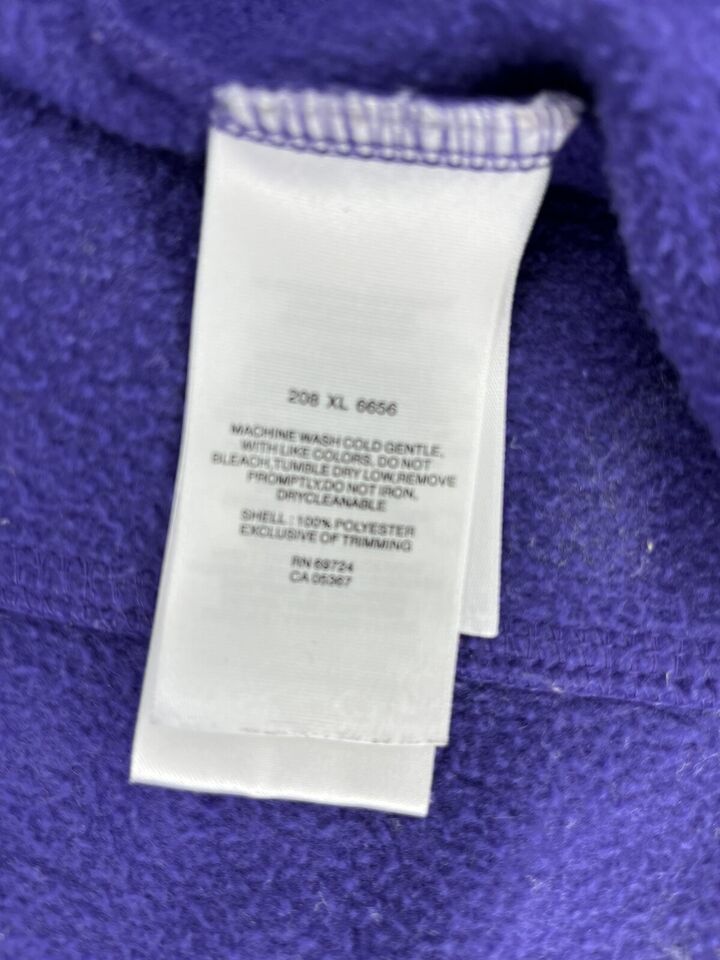 208 XL 6656
MACHINE WASH COLD GENTLE,
WITH LIKE COLORS, DO NOT
BLEACH,TUMBLE DRY LOW,REMOVE
PROMPTLY,DO NOT IRON,
DRYCLEANABLE
SHELL : 100% POLYESTER
EXCLUSIVE OF TRIMMING
RN 69724
CA 05367